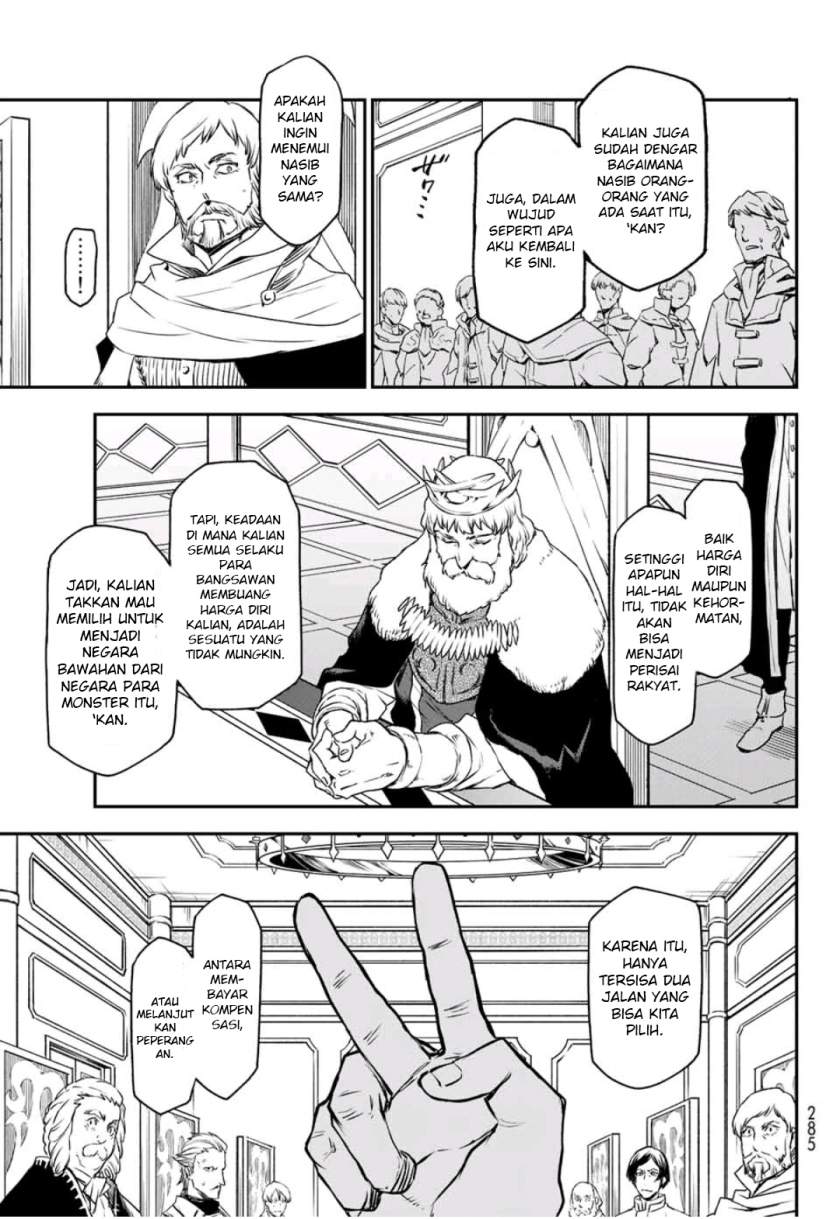 KALIAN JUGA
SUDAH DENGAR
BAGAIMANA
NASIB ORANG-
ORANG YANG
ADA SAAT ITU,
'KAN?
JUGA, DALAM
WUJUD
SEPERTI APA
AKU KEMBALI
KE SINI.
ザワ…
APAKAH
KALIAN
INGIN
MENEMUI
NASIB
YANG
SAMA?
……!
BAIK
HARGA
DIRI
MAUPUN
KEHOR-
MATAN,
SETINGGI
APAPUN
HAL-HAL
ITU, TIDAK
AKAN
BISA
MENJADI
PERISAI
RAKYAT.
TAPI, KEADAAN
DI MANA KALIAN
SEMUA SELAKU
PARA
BANGSAWAN
MEMBUANG
HARGA DIRI
KALIAN, ADALAH
SESUATU YANG
TIDAK MUNGKIN.
JADI, KALIAN
TAKKAN MAU
MEMILIH UNTUK
MENJADI
NEGARA
BAWAHAN DARI
NEGARA PARA
MONSTER ITU,
'KAN.
KARENA ITU,
HANYA
TERSISA DUA
JALAN YANG
BISA KITA
PILIH.
ANTARA
MEM-
BAYAR
KOMPEN
SASI,
ATAU
MELANJUT
KAN
PEPERANG
AN.
285